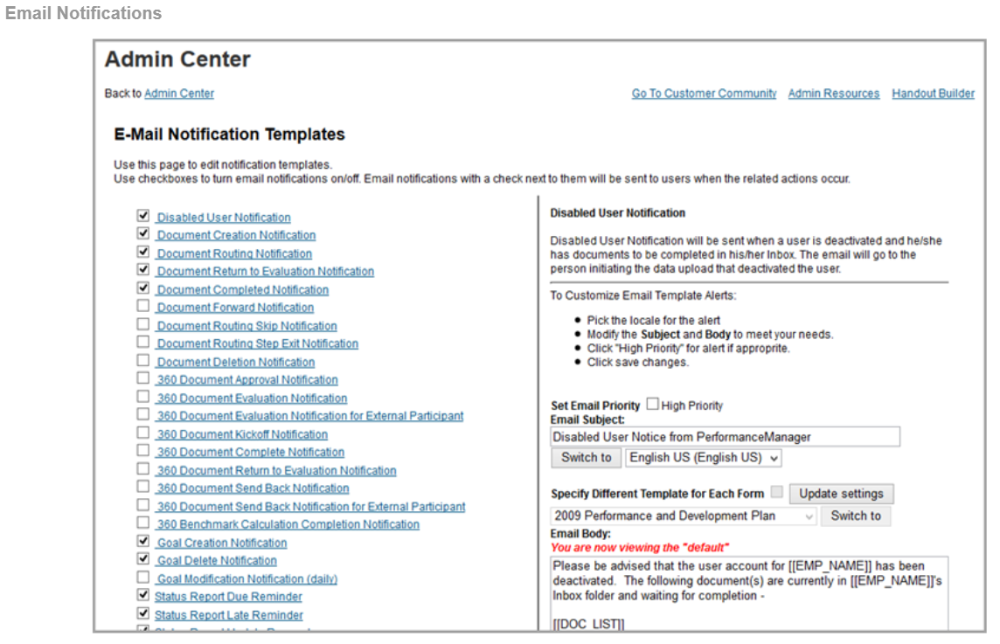 Email Notifications
Admin Center
Back to Admin Center
Go To Customer Community Admin Resources Handout Builder
E-Mail Notification Templates
Use this page to edit notification templates.
Use checkboxes to turn email notifications on/off. Email notifications with a check next to them will be sent to users when the related actions occur.
Disabled User Notification
Document Creation Notification
Document Routing Notification
Document Return to Evaluation Notification
Document Completed Notification
Document Forward Notification
Document Routing Skip Notification
Document Routing Step Exit Notification
Document Deletion Notification
360 Document Approval Notification
360 Document Evaluation Notification
360 Document Evaluation Notification for External Participant
360 Document Kickoff Notification
360 Document Complete Notification
360 Document Return to Evaluation Notification
360 Document Send Back Notification
360 Document Send Back Notification for External Participant
360 Benchmark Calculation Completion Notification
Goal Creation Notification
Goal Delete Notification
Goal Modification Notification (daily)
Status Report Due Reminder
Status Report Late Reminder
Disabled User Notification
Disabled User Notification will be sent when a user is deactivated and he/she
has documents to be completed in his/her Inbox. The email will go to the
person initiating the data upload that deactivated the user.
To Customize Email Template Alerts:
Pick the locale for the alert
Modify the Subject and Body to meet your needs.
Click "High Priority" for alert if approprite.
Click save changes.
Set Email Priority High Priority
Email Subject:
Disabled User Notice from PerformanceManager
Switch to English US (English US)
Specify Different Template for Each Form Update settings
2009 Performance and Development Plan Switch to
Email Body:
You are now viewing the "default"
Please be advised that the user account for [[EMP_NAME]] has been
deactivated. The following document(s) are currently in [[EMP_NAME]]'s
Inbox folder and waiting for completion -
[[DOC_LIST]]